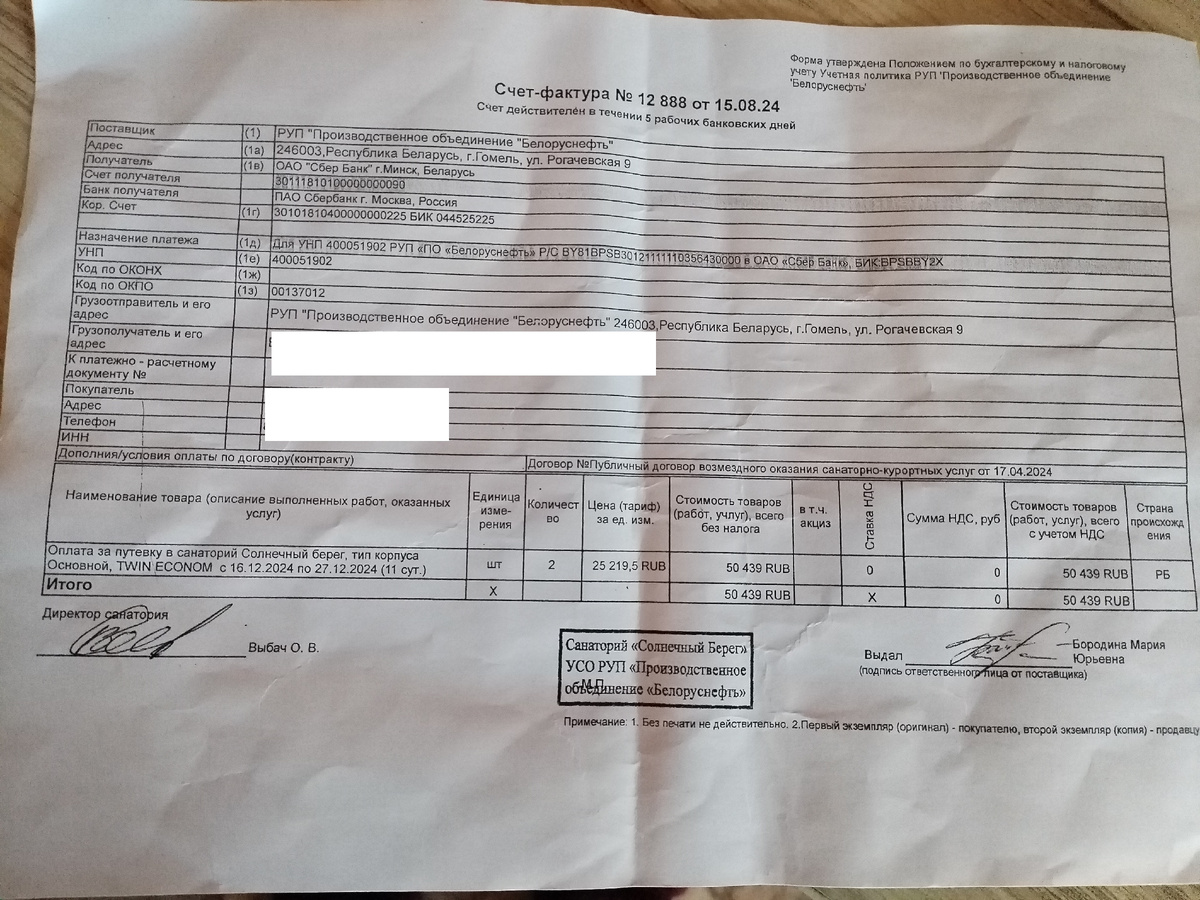 Форма утверждена Положением по бухгалтерскому и налоговому
учету Учетная политика РУП "Производственное объединение
"Белоруснефть"
Счет-фактура № 12 888 от 15.08.24
Счет действителен в течении 5 рабочих банковских дней
Поставщик (1) РУП "Производственное объединение "Белоруснефть"
Адрес (1а) 246003,Республика Беларусь, г.Гомель, ул. Рогачевская 9
Получатель (1в) ОАО "Сбер Банк" г.Минск, Беларусь
Счет получателя 30111810100000000090
Банк получателя ПАО Сбербанк г. Москва, Россия
Кор. Счет (1г) 30101810400000000225 БИК 044525225
Назначение платежа (1д) Для УНП 400051902 РУП «ПО «Белоруснефть» Р/С BY81BPSB30121111110356430000 в ОАО «Сбер Банк», БИК:BPSBBY2X
УНП (1е) 400051902
Код по ОКОНХ (1ж)
Код по ОКПО (1з) 00137012
Грузоотправитель и его
адрес
РУП "Производственное объединение "Белоруснефть" 246003,Республика Беларусь, г.Гомель, ул. Рогачевская 9
Грузополучатель и его
адрес
К платежно - расчетному
документу №
Покупатель
Адрес
Телефон
ИНН
Дополния/условия оплаты по договору(контракту) Договор №Публичный договор возмездного оказания санаторно-курортных услуг от 17.04.2024
Наименование товара (описание выполненных работ, оказанных
услуг)
Единица
изме-
рения
Количест
во
Цена (тариф)
за ед. изм.
Стоимость товаров
(работ, учлуг), всего
без налога
в т.ч.
акциз
Ставка НДС
Сумма НДС, руб
Стоимость товаров
(работ, услуг), всего
с учетом НДС
Страна
происхожд
ения
Оплата за путевку в санаторий Солнечный берег, тип корпуса
Основной, TWIN ECONOM с 16.12.2024 по 27.12.2024 (11 сут.)
шт 2 25 219,5 RUB 50 439 RUB 0 0 50 439 RUB РБ
Итого X 50 439 RUB X 0 50 439 RUB
Директор санатория
Выбач О. В.
Санаторий «Солнечный Берег»
УСО РУП «Производственное
объединение «Белоруснефть»
М.П.
Выдал
Бородина Мария
Юрьевна
(подпись ответственного лица от поставщика)
Примечание: 1. Без печати не действительно. 2.Первый экземпляр (оригинал) - покупателю, второй экземпляр (копия) - продавцу